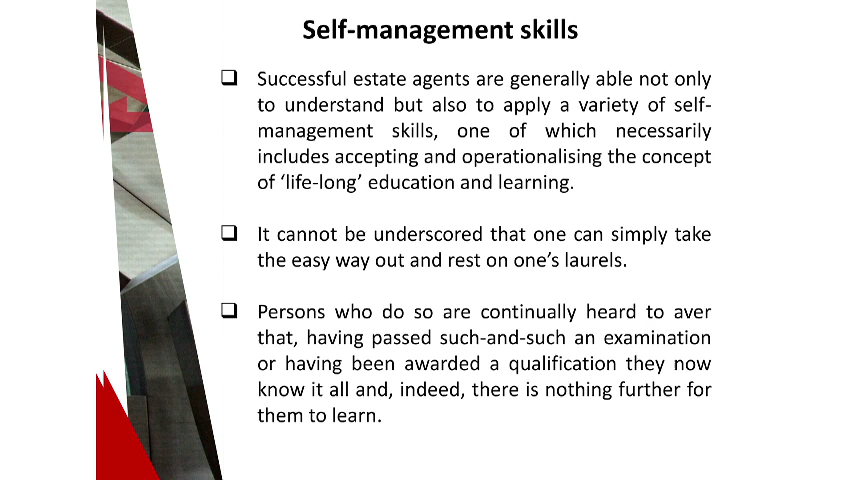 Self-management skills
Successful estate agents are generally able not only
to understand but also to apply a variety of self-
management skills, one of which necessarily
includes accepting and operationalising the concept
of ‘life-long’ education and learning.
It cannot be underscored that one can simply take
the easy way out and rest on one’s laurels.
Persons who do so are continually heard to aver
that, having passed such-and-such an examination
or having been awarded a qualification they now
know it all and, indeed, there is nothing further for
them to learn.